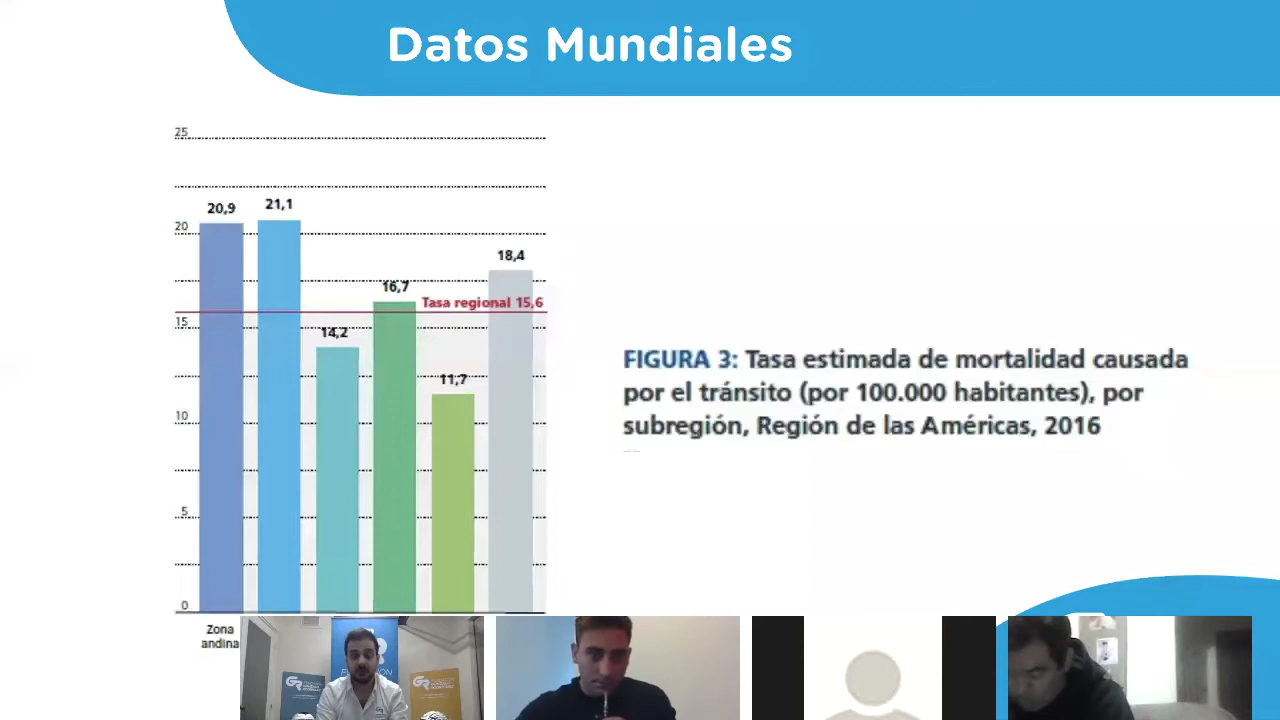 Datos Mundiales
25
20,9
21,1
20
18,4
16,7
Tasa regional 15,6
15
14,2
11,7
10
5
0
Zona
andina
FIGURA 3: Tasa estimada de mortalidad causada
por el tránsito (por 100.000 habitantes), por
subregión, Región de las Américas, 2016
GR
GR